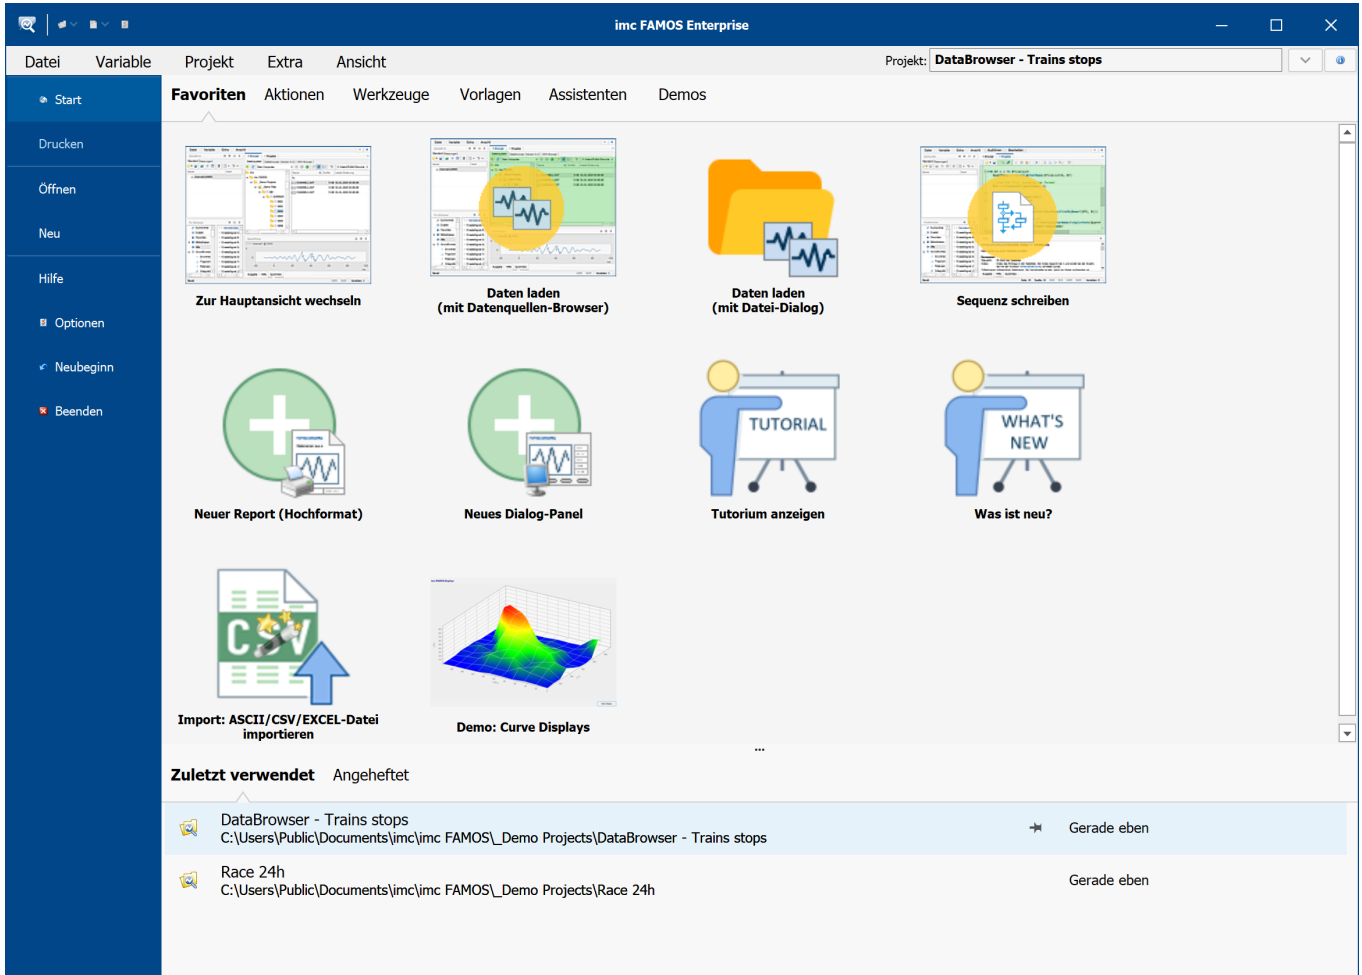 imc FAMOS Enterprise
Datei Variable Projekt Extra Ansicht
Projekt: DataBrowser - Trains stops
Start
Drucken
Öffnen
Neu
Hilfe
Optionen
Neubeginn
Beenden
Favoriten Aktionen Werkzeuge Vorlagen Assistenten Demos
Zur Hauptansicht wechseln
Daten laden
(mit Datenquellen-Browser)
Daten laden
(mit Datei-Dialog)
Sequenz schreiben
Neuer Report (Hochformat)
Neues Dialog-Panel
TUTORIAL
Tutorium anzeigen
WHAT'S
NEW
Was ist neu?
CSV
Import: ASCII/CSV/EXCEL-Datei
importieren
Demo: Curve Displays
...
Zuletzt verwendet Angeheftet
DataBrowser - Trains stops
C:\Users\Public\Documents\imc\imc FAMOS\_Demo Projects\DataBrowser - Trains stops
Gerade eben
Race 24h
C:\Users\Public\Documents\imc\imc FAMOS\_Demo Projects\Race 24h
Gerade eben